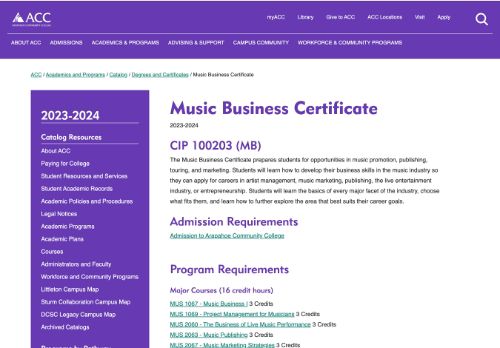 ACC
myACC Library Give to ACC ACC Locations Visit Apply
ABOUT ACC ADMISSIONS ACADEMICS & PROGRAMS ADVISING & SUPPORT CAMPUS COMMUNITY WORKFORCE & COMMUNITY PROGRAMS
ACC / Academics and Programs / Catalog / Degrees and Certificates / Music Business Certificate
2023-2024
Catalog Resources
About ACC
Paying for College
Student Resources and Services
Student Academic Records
Academic Policies and Procedures
Legal Notices
Academic Programs
Academic Plans
Courses
Administrators and Faculty
Workforce and Community Programs
Littleton Campus Map
Sturm Collaboration Campus Map
DCSC Legacy Campus Map
Archived Catalogs
Programs by Pathway
Music Business Certificate
2023-2024
CIP 100203 (MB)
The Music Business Certificate prepares students for opportunities in music promotion, publishing,
touring, and marketing. Students will learn how to develop their business skills in the music industry so
they can apply for careers in artist management, music marketing, publishing, the live entertainment
industry, or entrepreneurship. Students will learn the basics of every major facet of the industry, choose
what fits them, and learn how to further explore the area that best suits their career goals.
Admission Requirements
Admission to Arapahoe Community College
Program Requirements
Major Courses (16 credit hours)
MUS 1067 - Music Business I 3 Credits
MUS 1069 - Project Management for Musicians 3 Credits
MUS 2060 - The Business of Live Music Performance 3 Credits
MUS 2063 - Music Publishing 3 Credits
MUS 2067 - Music Marketing Strategies 3 Credits